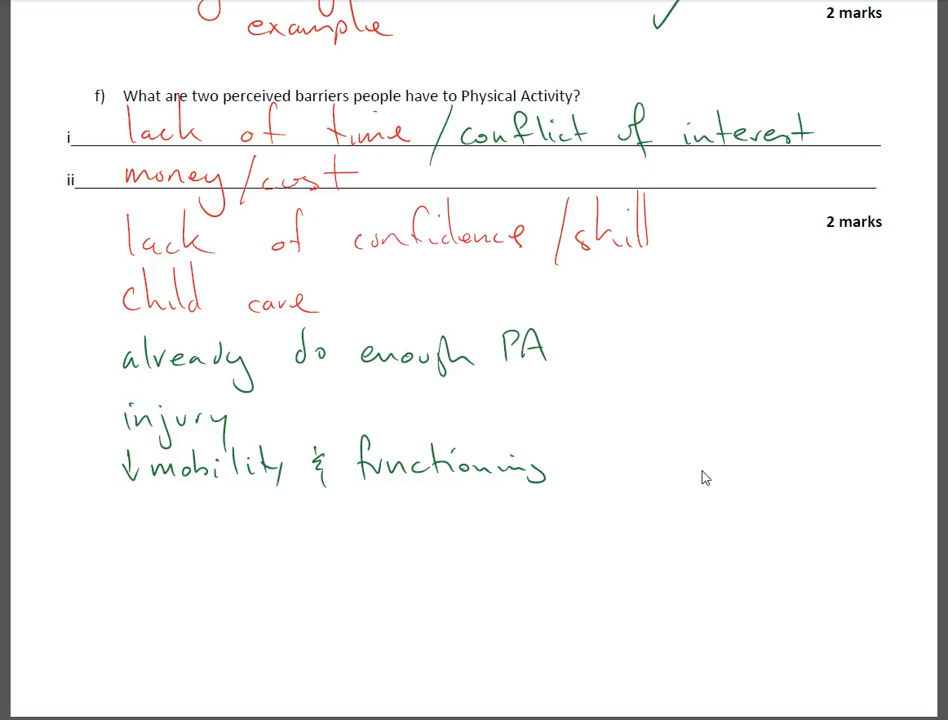 example
2 marks
f) What are two perceived barriers people have to Physical Activity?
i lack of time / conflict of interest
ii money/cost
lack of confidence /skill
2 marks
child care
already do enough PA
injury
↓ mobility & functioning